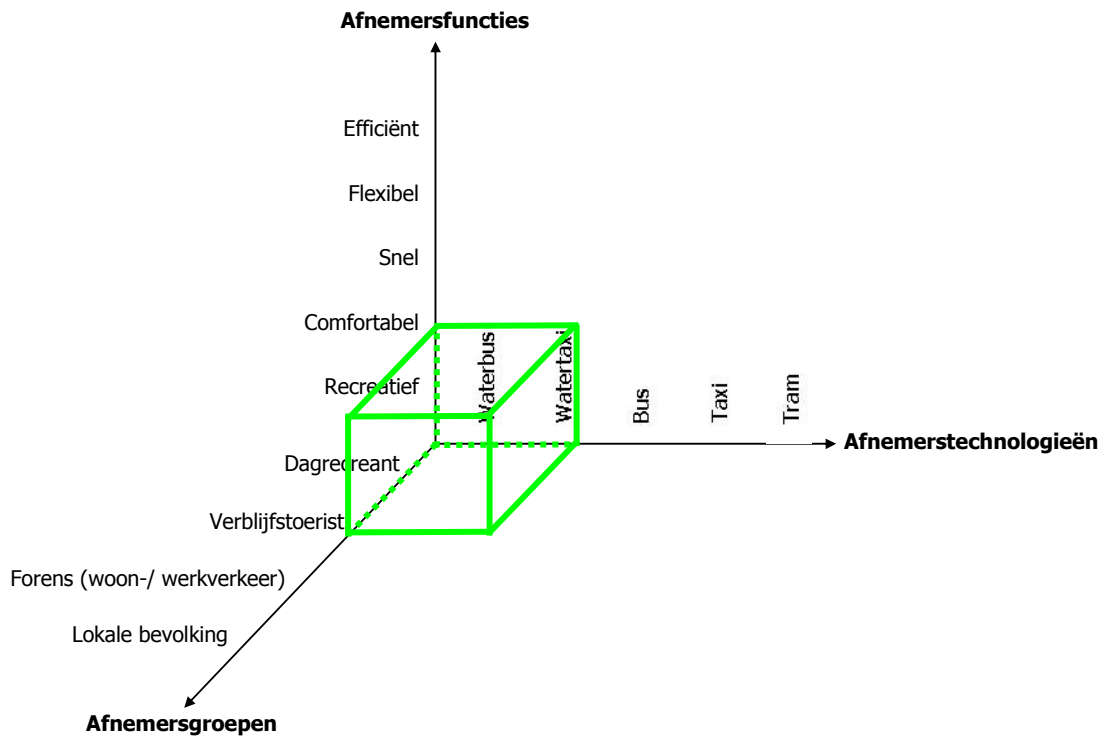 Afnemersfuncties
Efficiënt
Flexibel
Snel
Comfortabel
Recreatief
Waterbus
Watertaxi
Bus
Taxi
Tram
Afnemerstechnologieën
Dagrecreant
Verblijfstoerist
Forens (woon-/ werkverkeer)
Lokale bevolking
Afnemersgroepen